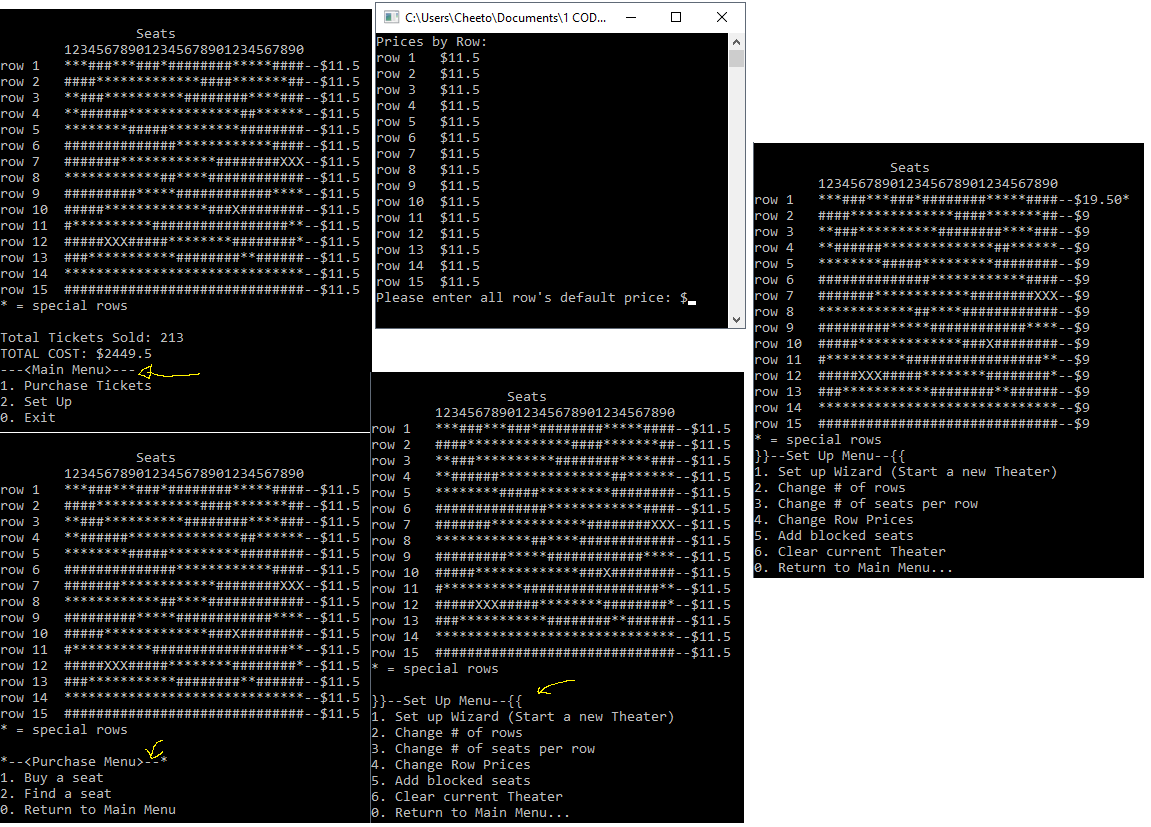 Seats
123456789012345678901234567890
row 1 ***###***###*########*****####--$11.5
row 2 ####*************####*******##--$11.5
row 3 **###**********########****###--$11.5
row 4 **######**************##******--$11.5
row 5 ********#####*********########--$11.5
row 6 ##############************####--$11.5
row 7 #######************########XXX--$11.5
row 8 ************##****############--$11.5
row 9 #########*****############****--$11.5
row 10 #####*************###X########--$11.5
row 11 #**********#################**--$11.5
row 12 #####XXX#####********########*--$11.5
row 13 ###***********########**######--$11.5
row 14 ******************************--$11.5
row 15 ##############################--$11.5
* = special rows
Total Tickets Sold: 213
TOTAL COST: $2449.5
---<Main Menu>---
1. Purchase Tickets
2. Set Up
0. Exit
C:\Users\Cheeto\Documents\1 COD...
Prices by Row:
row 1 $11.5
row 2 $11.5
row 3 $11.5
row 4 $11.5
row 5 $11.5
row 6 $11.5
row 7 $11.5
row 8 $11.5
row 9 $11.5
row 10 $11.5
row 11 $11.5
row 12 $11.5
row 13 $11.5
row 14 $11.5
row 15 $11.5
Please enter all row's default price: $
Seats
123456789012345678901234567890
row 1 ***###***###*########*****####--$19.50*
row 2 ####*************####*******##--$9
row 3 **###**********########****###--$9
row 4 **######**************##******--$9
row 5 ********#####*********########--$9
row 6 ##############************####--$9
row 7 #######************########XXX--$9
row 8 ************##****############--$9
row 9 #########*****############****--$9
row 10 #####*************###X########--$9
row 11 #**********#################**--$9
row 12 #####XXX#####********########*--$9
row 13 ###***********########**######--$9
row 14 ******************************--$9
row 15 ##############################--$9
* = special rows
}}--Set Up Menu--{{
1. Set up Wizard (Start a new Theater)
2. Change # of rows
3. Change # of seats per row
4. Change Row Prices
5. Add blocked seats
6. Clear current Theater
0. Return to Main Menu...
Seats
123456789012345678901234567890
row 1 ***###***###*########*****####--$11.5
row 2 ####*************####*******##--$11.5
row 3 **###**********########****###--$11.5
row 4 **######**************##******--$11.5
row 5 ********#####*********########--$11.5
row 6 ##############************####--$11.5
row 7 #######************########XXX--$11.5
row 8 ************##****############--$11.5
row 9 #########*****############****--$11.5
row 10 #####*************###X########--$11.5
row 11 #**********#################**--$11.5
row 12 #####XXX#####********########*--$11.5
row 13 ###***********########**######--$11.5
row 14 ******************************--$11.5
row 15 ##############################--$11.5
* = special rows
*--<Purchase Menu>--*
1. Buy a seat
2. Find a seat
0. Return to Main Menu
Seats
123456789012345678901234567890
row 1 ***###***###*########*****####--$11.5
row 2 ####*************####*******##--$11.5
row 3 **###**********########****###--$11.5
row 4 **######**************##******--$11.5
row 5 ********#####*********########--$11.5
row 6 ##############************####--$11.5
row 7 #######************########XXX--$11.5
row 8 ************##****############--$11.5
row 9 #########*****############****--$11.5
row 10 #####*************###X########--$11.5
row 11 #**********#################**--$11.5
row 12 #####XXX#####********########*--$11.5
row 13 ###***********########**######--$11.5
row 14 ******************************--$11.5
row 15 ##############################--$11.5
* = special rows
}}--Set Up Menu--{{
1. Set up Wizard (Start a new Theater)
2. Change # of rows
3. Change # of seats per row
4. Change Row Prices
5. Add blocked seats
6. Clear current Theater
0. Return to Main Menu...